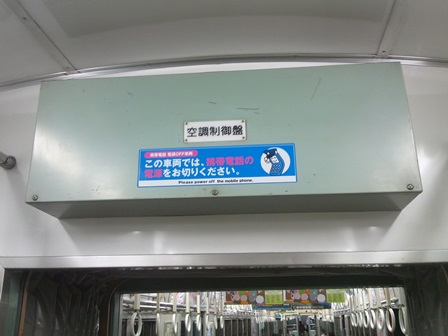 空調制御盤
携帯電話 電源OFF車両
この車両では、携帯電話の
電源をお切りください。
Please power off the mobile phone.